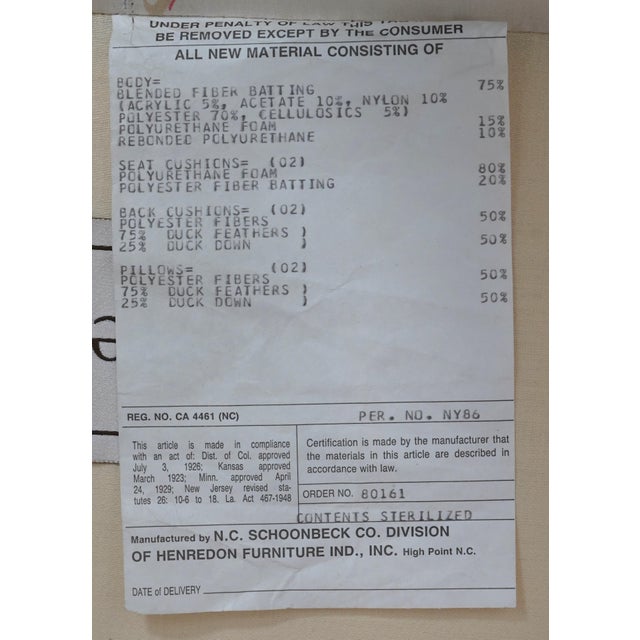 UNDER PENALTY OF LAW THIS
BE REMOVED EXCEPT BY THE CONSUMER
ALL NEW MATERIAL CONSISTING OF
BODY=
BLENDED FIBER BATTING 75%
(ACRYLIC 5%, ACETATE 10%, NYLON 10%
POLYESTER 70%, CELLULOSICS 5%)
POLYURETHANE FOAM 15%
REBONDED POLYURETHANE 10%
SEAT CUSHIONS= (02)
POLYURETHANE FOAM 80%
POLYESTER FIBER BATTING 20%
BACK CUSHIONS= (02)
POLYESTER FIBERS 50%
75% DUCK FEATHERS )
25% DUCK DOWN ) 50%
PILLOWS= (02)
POLYESTER FIBERS 50%
75% DUCK FEATHERS )
25% DUCK DOWN ) 50%
REG. NO. CA 4461 (NC) PER. NO. NY86
This article is made in compliance
with an act of: Dist. of Col. approved
July 3, 1926; Kansas approved
March 1923; Minn. approved April
24, 1929; New Jersey revised sta-
tutes 26: 10-6 to 18. La. Act 467-1948
Certification is made by the manufacturer that
the materials in this article are described in
accordance with law.
ORDER NO. 80161
CONTENTS STERILIZED
Manufactured by N.C. SCHOONBECK CO. DIVISION
OF HENREDON FURNITURE IND., INC. High Point N.C.
DATE of DELIVERY